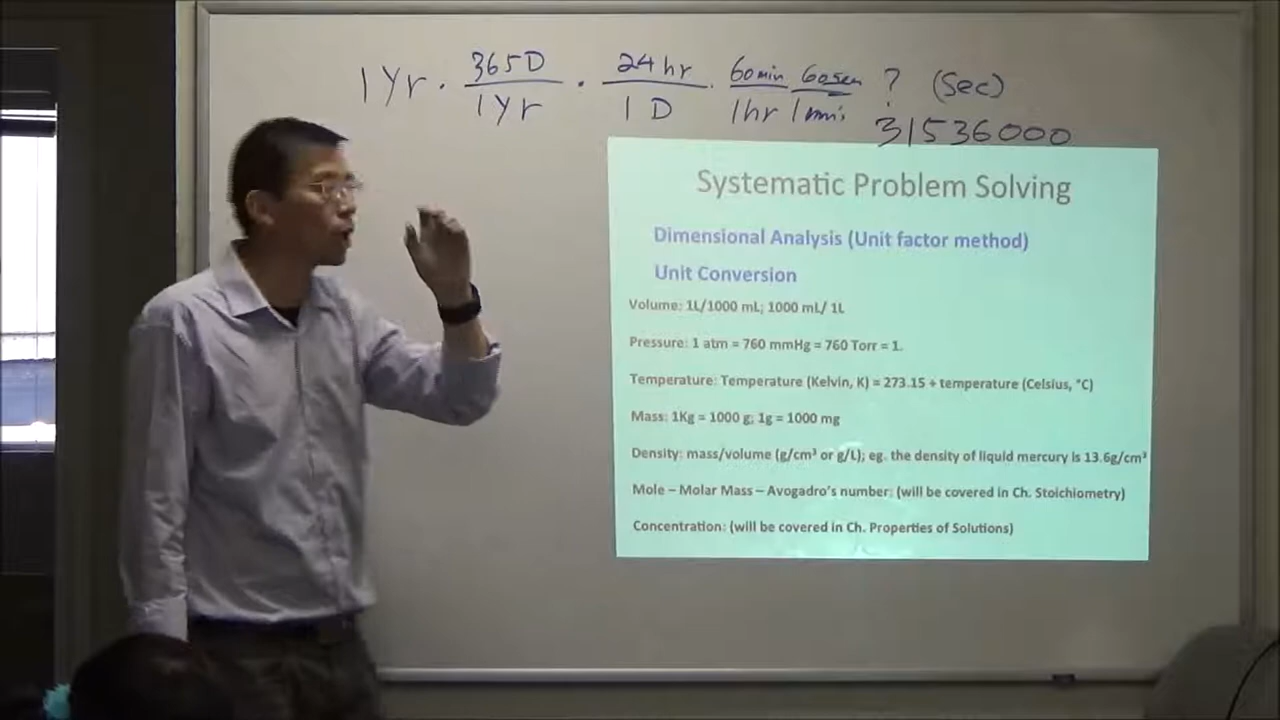 1 Yr · 365D / 1 Yr · 24 hr / 1 D · 60 min / 1 hr 60 sec / 1 min ? (Sec)
31536000
Systematic Problem Solving
Dimensional Analysis (Unit factor method)
Unit Conversion
Volume: 1L/1000 mL; 1000 mL/ 1L
Pressure: 1 atm = 760 mmHg = 760 Torr = 1.
Temperature: Temperature (Kelvin, K) = 273.15 + temperature (Celsius, °C)
Mass: 1Kg = 1000 g; 1g = 1000 mg
Density: mass/volume (g/cm³ or g/L); eg. the density of liquid mercury is 13.6g/cm³
Mole – Molar Mass – Avogadro's number: (will be covered in Ch. Stoichiometry)
Concentration: (will be covered in Ch. Properties of Solutions)